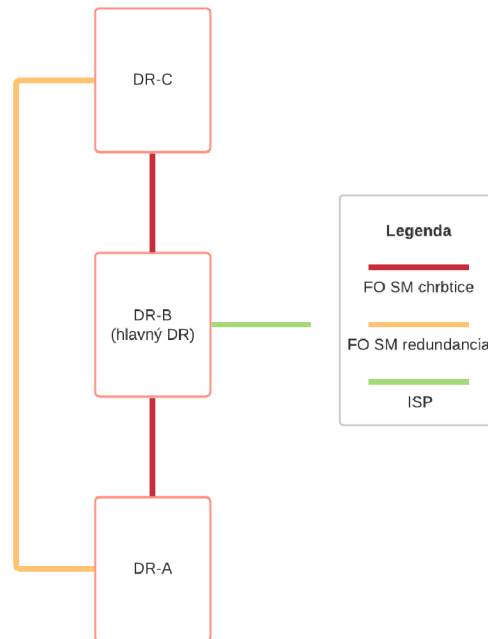 DR-C
DR-B
(hlavný DR)
DR-A
Legenda
FO SM chrbtice
FO SM redundancia
ISP